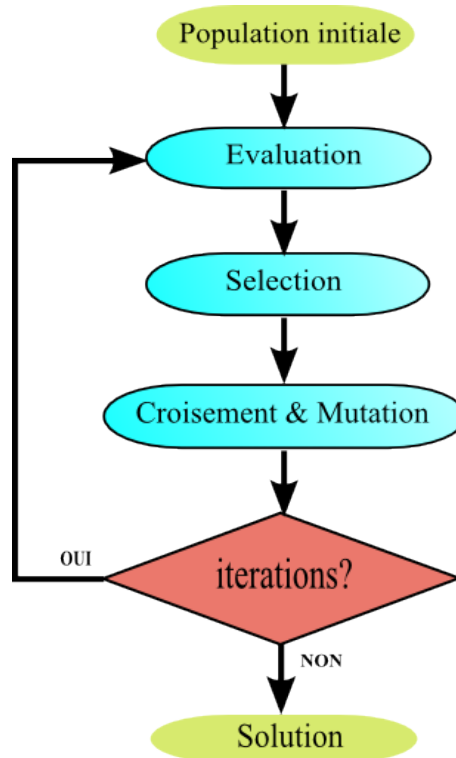 Population initiale
Evaluation
Selection
Croisement & Mutation
iterations?
OUI
NON
Solution